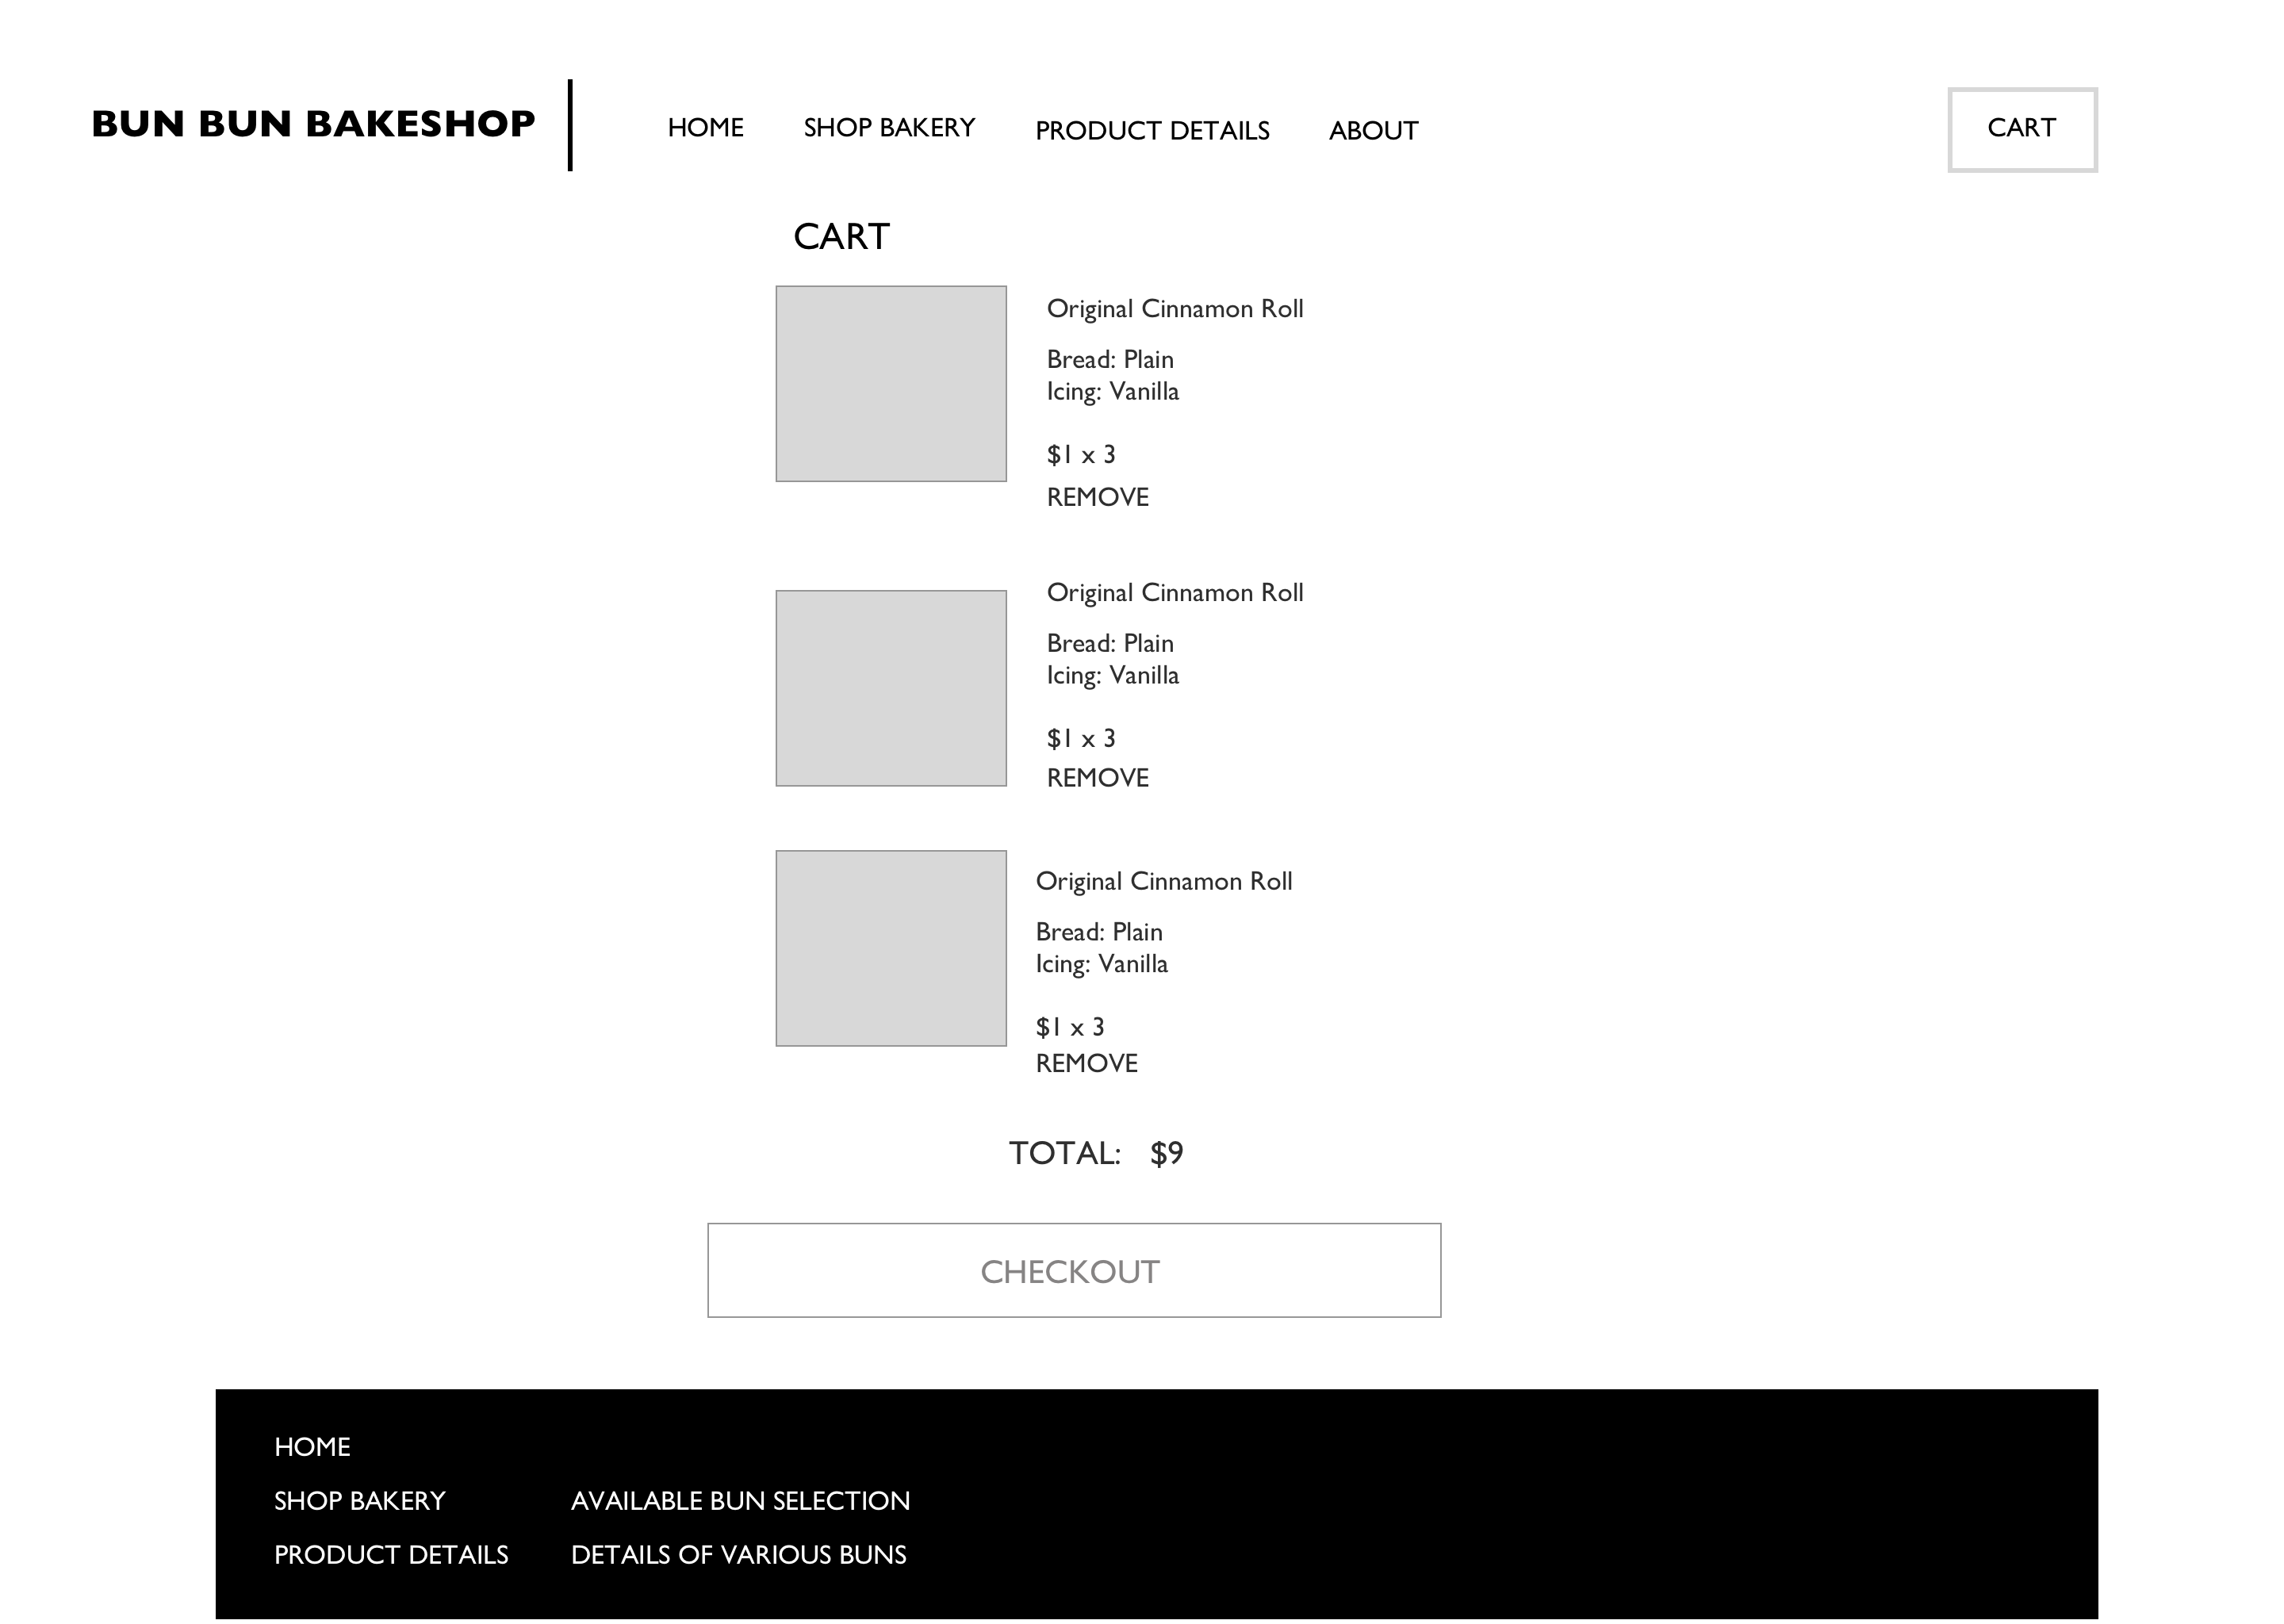 BUN BUN BAKESHOP
HOME SHOP BAKERY PRODUCT DETAILS ABOUT
CART
CART
Original Cinnamon Roll
Bread: Plain
Icing: Vanilla
$1 x 3
REMOVE
Original Cinnamon Roll
Bread: Plain
Icing: Vanilla
$1 x 3
REMOVE
Original Cinnamon Roll
Bread: Plain
Icing: Vanilla
$1 x 3
REMOVE
TOTAL: $9
CHECKOUT
HOME
SHOP BAKERY AVAILABLE BUN SELECTION
PRODUCT DETAILS DETAILS OF VARIOUS BUNS